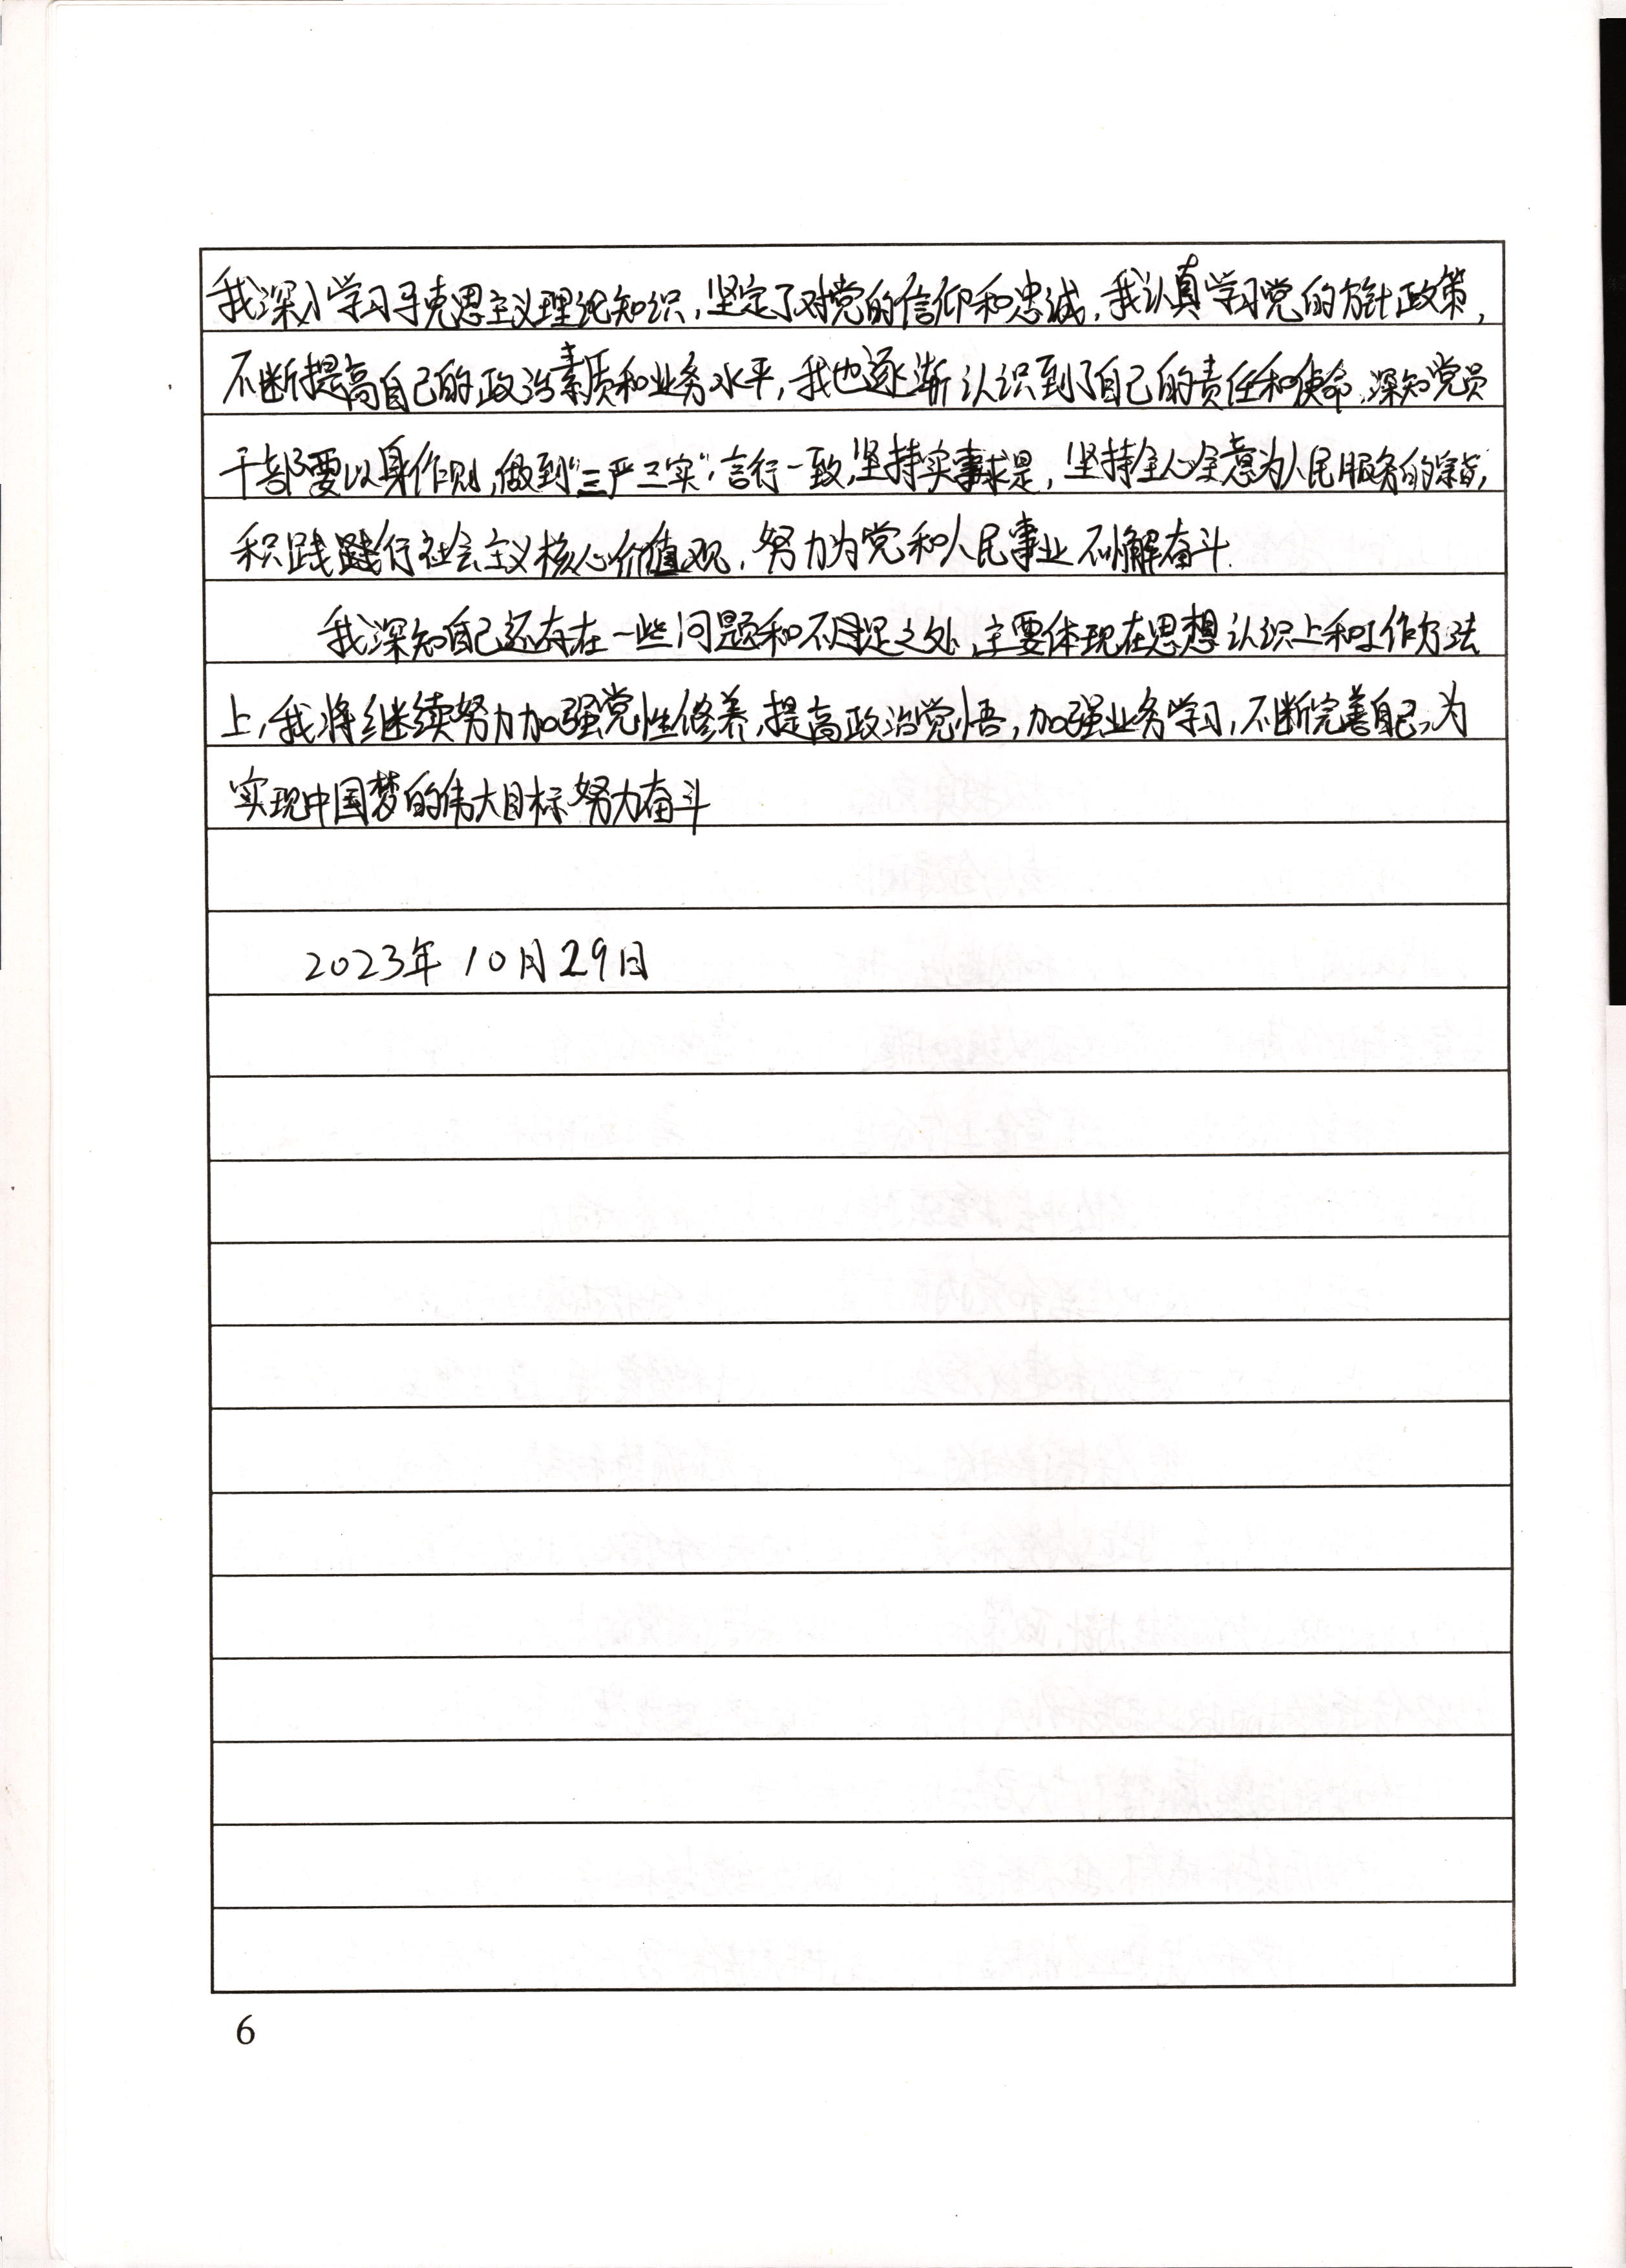 我深入学习马克思主义理论知识,坚定了对党的信仰和忠诚,我认真学习党的方针政策,
不断提高自己的政治素质和业务水平,我也逐渐认识到了自己的责任和使命,深知党员
干部要以身作则,做到“三严三实”,言行一致,坚持实事求是,坚持全心全意为人民服务的宗旨,
积践践行社会主义核心价值观,努力为党和人民事业不懈奋斗.
我深知自己还存在一些问题和不足之处,主要体现在思想认识上和工作方法
上,我将继续努力加强党性修养,提高政治觉悟,加强业务学习,不断完善自己,为
实现中国梦的伟大目标努力奋斗
2023年10月29日
6